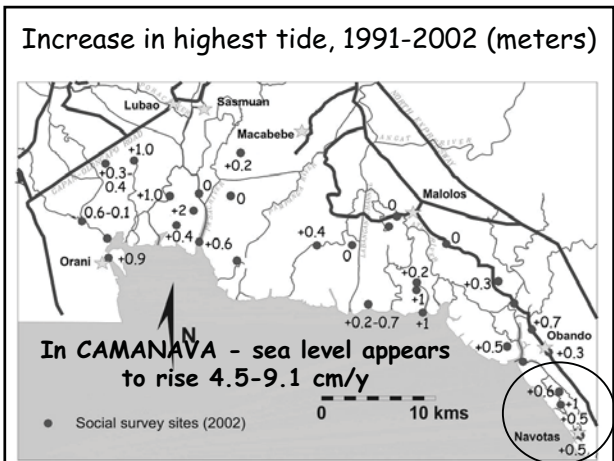 Increase in highest tide, 1991-2002 (meters)
Lubao
Sasmuan
Macabebe
+1.0
+0.3-
0.4
+0.2
+1.0
0
0
Malolos
0
0.6-0.1
+2
+0.4
+0.6
+0.4
0
0
Orani
+0.9
+0.2
+1
+0.3
+0.2-0.7
+1
+0.7
Obando
+0.5
+0.3
N
In CAMANAVA - sea level appears
to rise 4.5-9.1 cm/y
0 10 kms
+0.6
+1
+0.5
Navotas
+0.5
Social survey sites (2002)